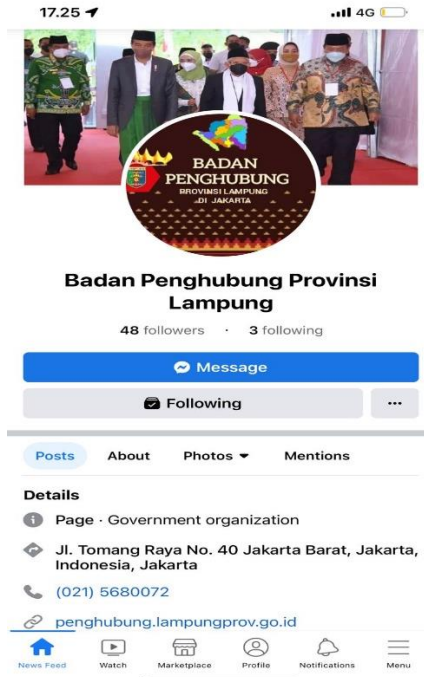 17.25
4G
BADAN
PENGHUBUNG
PROVINSI LAMPUNG
DI JAKARTA
Badan Penghubung Provinsi
Lampung
48 followers · 3 following
Message
Following
Posts About Photos Mentions
Details
Page · Government organization
Jl. Tomang Raya No. 40 Jakarta Barat, Jakarta,
Indonesia, Jakarta
(021) 5680072
penghubung.lampungprov.go.id
News Feed Watch Marketplace Profile Notifications Menu